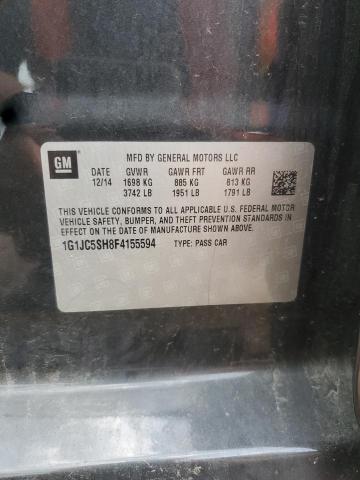 GM
MFD BY GENERAL MOTORS LLC
DATE GVWR GAWR FRT GAWR RR
12/14 1698 KG 885 KG 813 KG
3742 LB 1951 LB 1791 LB
THIS VEHICLE CONFORMS TO ALL APPLICABLE U.S. FEDERAL MOTOR
VEHICLE SAFETY, BUMPER, AND THEFT PREVENTION STANDARDS IN
EFFECT ON THE DATE OF MANUFACTURE SHOWN ABOVE.
1G1JC5SH8F4155594 TYPE: PASS CAR